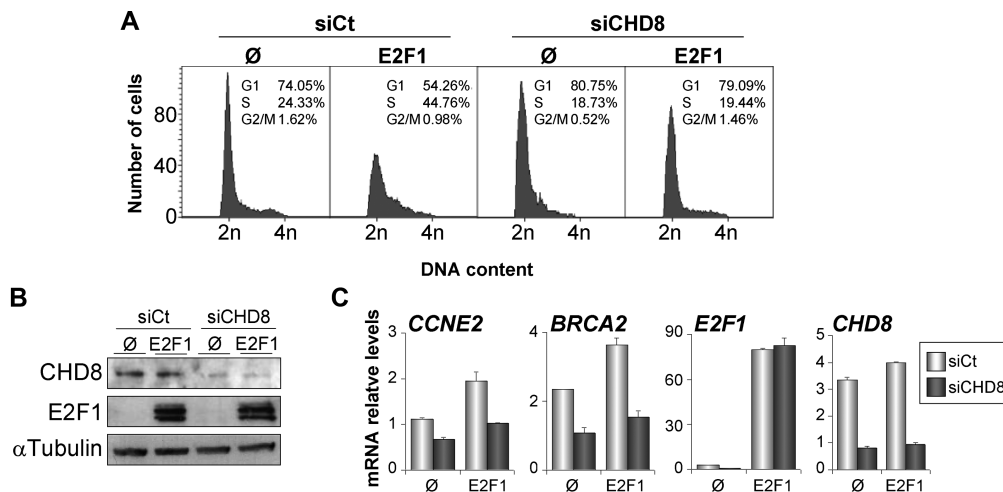 A
siCt siCHD8
Ø E2F1 Ø E2F1
Number of cells
80
40
0
G1 74.05%
S 24.33%
G2/M 1.62%
G1 54.26%
S 44.76%
G2/M 0.98%
G1 80.75%
S 18.73%
G2/M 0.52%
G1 79.09%
S 19.44%
G2/M 1.46%
2n 4n 2n 4n 2n 4n 2n 4n
DNA content
B
siCt siCHD8
Ø E2F1 Ø E2F1
CHD8
E2F1
αTubulin
C
mRNA relatve levels
CCNE2
3
2
1
0
Ø E2F1
BRCA2
4
2
0
Ø E2F1
E2F1
90
60
30
0
Ø E2F1
CHD8
5
4
3
2
1
0
Ø E2F1
siCt
siCHD8